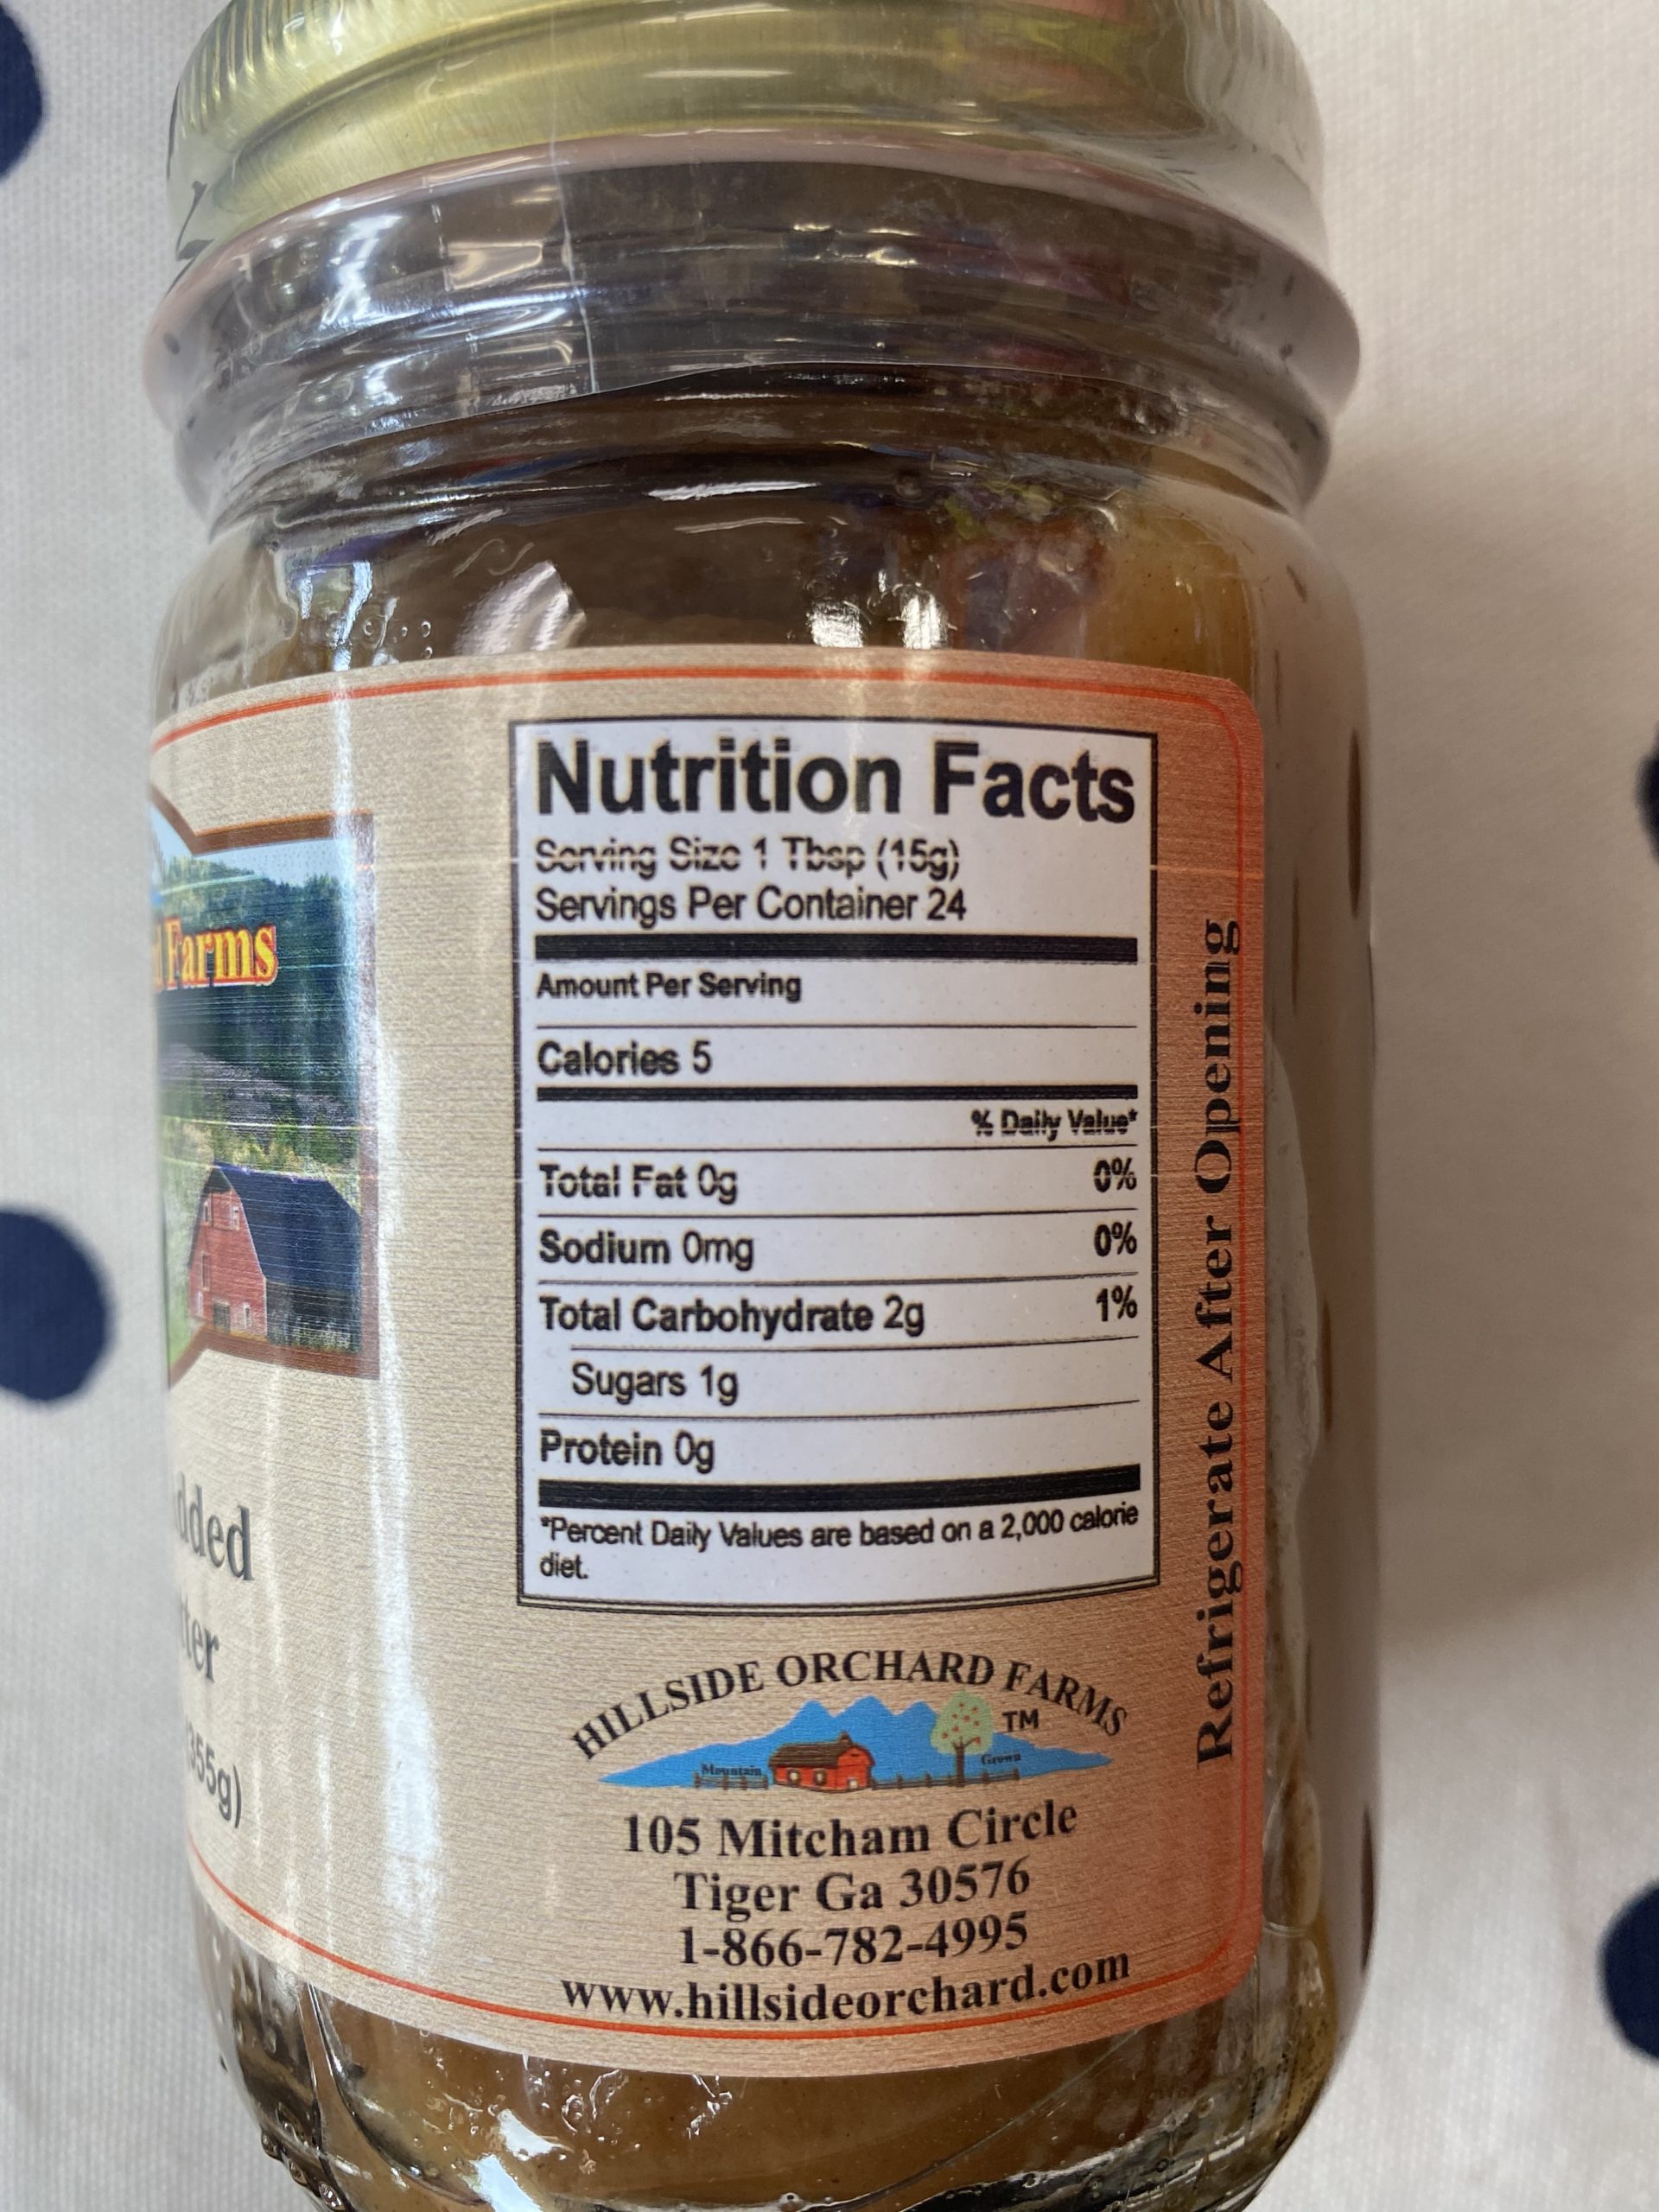 Farms
Nutrition Facts
Serving Size 1 Tbsp (15g)
Servings Per Container 24
Amount Per Serving
Calories 5
% Daily Value*
Total Fat 0g 0%
Sodium 0mg 0%
Total Carbohydrate 2g 1%
Sugars 1g
Protein 0g
*Percent Daily Values are based on a 2,000 calorie
diet.
Refrigerate After Opening
HILLSIDE ORCHARD FARMS
TM
Mountain Grown
105 Mitcham Circle
Tiger Ga 30576
1-866-782-4995
www.hillsideorchard.com